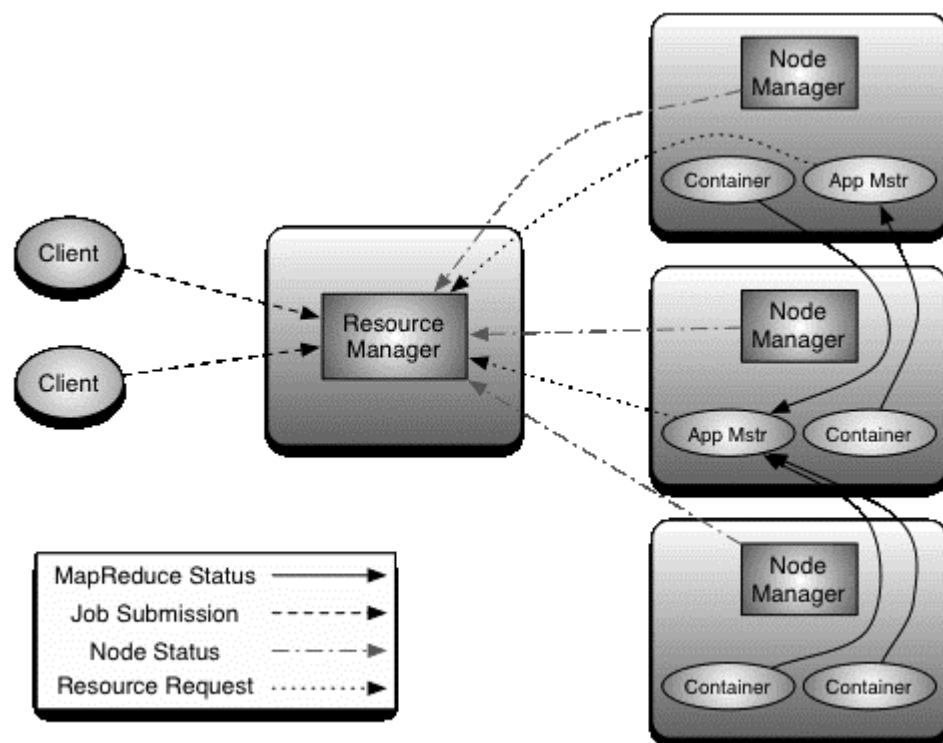 Node
Manager
Container
App Mstr
Client
Client
Resource
Manager
Node
Manager
App Mstr
Container
Node
Manager
Container
Container
MapReduce Status
Job Submission
Node Status
Resource Request